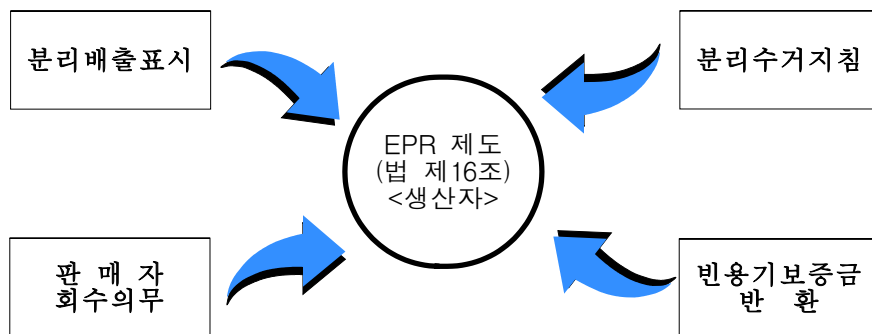 분리배출표시
분리수거지침
EPR 제도
(법 제16조)
<생산자>
판 매 자
회수의무
빈용기보증금
반 환